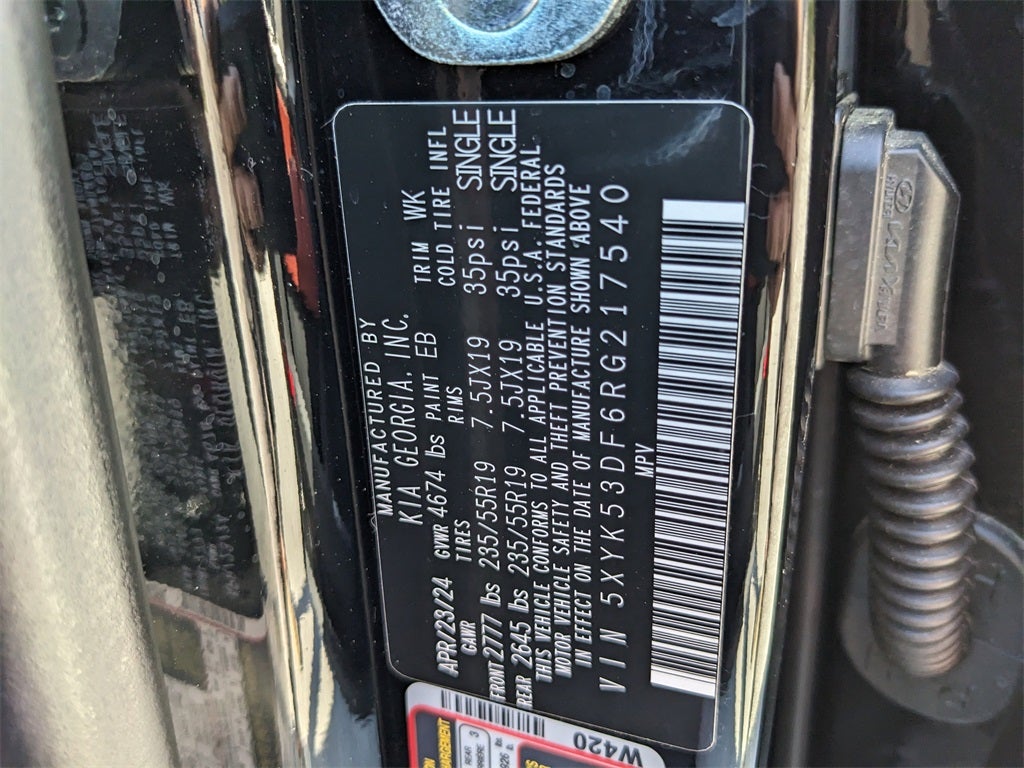 MANUFACTURED BY
KIA GEORGIA, INC.
APR/23/24 GVWR 4674 lbs PAINT EB TRIM WK
GAWR TIRES RIMS COLD TIRE INFL
FRONT 2777 lbs 235/55R19 7.5JX19 35psi SINGLE
REAR 2645 lbs 235/55R19 7.5JX19 35psi SINGLE
THIS VEHICLE CONFORMS TO ALL APPLICABLE U.S.A. FEDERAL
MOTOR VEHICLE SAFETY AND THEFT PREVENTION STANDARDS
IN EFFECT ON THE DATE OF MANUFACTURE SHOWN ABOVE
VIN 5XYK53DF6RG217540
MPV
REAR 3
W420